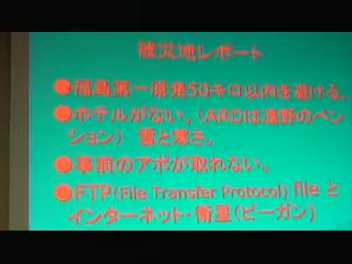 被災地レポート
●福島第一原発50キロ以内を避ける。
●ホテルがない。（ARDは遠野のペン
ション） 雪と寒さ。
●事前のアポが取れない。
●FTP(File Transfer Protocol) file と
インターネット・衛星（ビーガン）